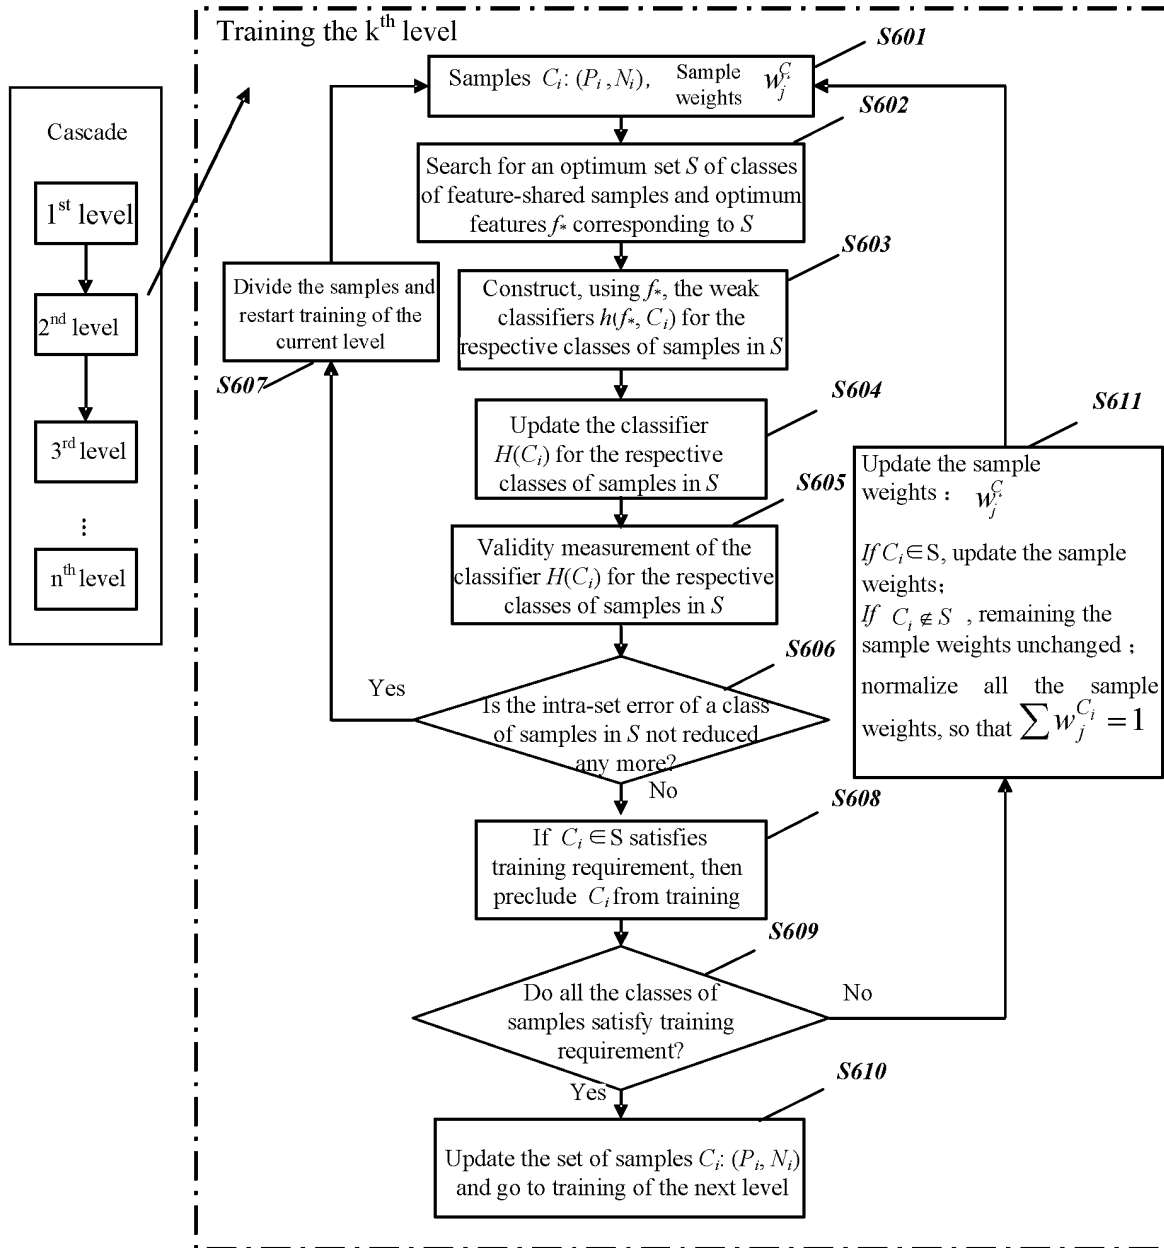 Training the kth level
Cascade
1st level
2nd level
3rd level
⋮
nth level
S601
Samples Ci: (Pi, Ni), Sample weights wjCi
S602
Search for an optimum set S of classes
of feature-shared samples and optimum
features f* corresponding to S
S603
Construct, using f*, the weak
classifiers h(f*, Ci) for the
respective classes of samples in S
Divide the samples and
restart training of the
current level
S607
S604
Update the classifier
H(Ci) for the respective
classes of samples in S
S605
Validity measurement of the
classifier H(Ci) for the respective
classes of samples in S
S606
Is the intra-set error of a class
of samples in S not reduced
any more?
Yes
No
S608
If Ci ∈ S satisfies
training requirement, then
preclude Ci from training
S609
Do all the classes of
samples satisfy training
requirement?
No
Yes
S610
Update the set of samples Ci: (Pi, Ni)
and go to training of the next level
S611
Update the sample
weights : wjCi
If Ci ∈ S, update the sample
weights;
If Ci ∉ S , remaining the
sample weights unchanged ;
normalize all the sample
weights, so that ∑ wjCi = 1